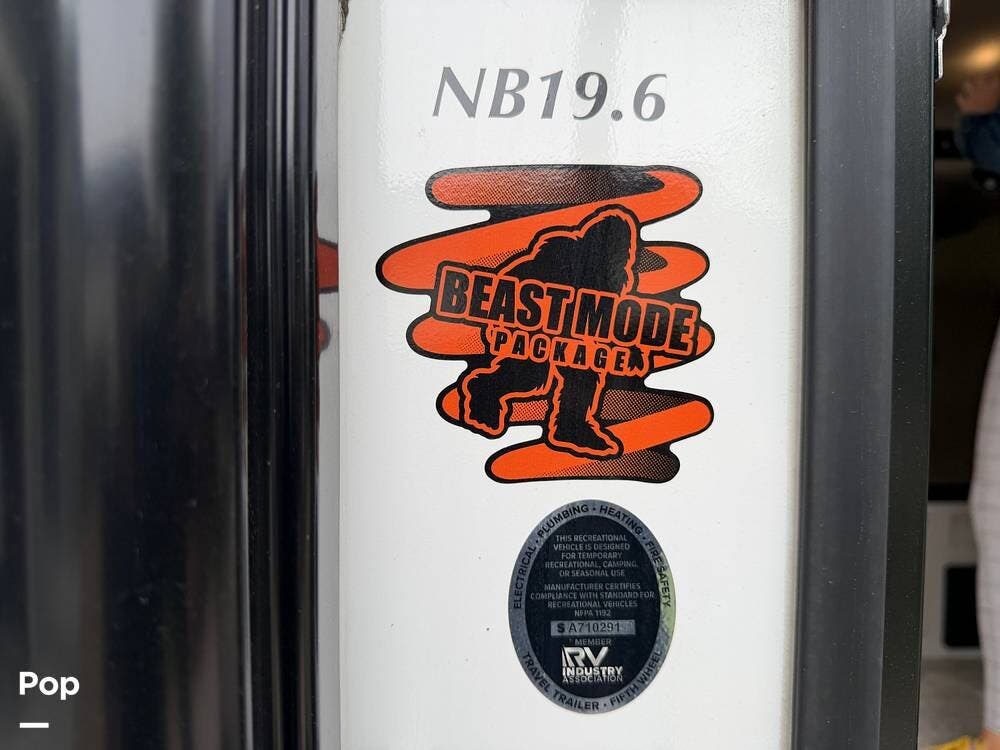 NB19.6
BEAST MODE
PACKAGE
ELECTRICAL • PLUMBING • HEATING • FIRE SAFETY
THIS RECREATIONAL
VEHICLE IS DESIGNED
FOR TEMPORARY
RECREATIONAL, CAMPING,
OR SEASONAL USE
MANUFACTURER CERTIFIES
COMPLIANCE WITH STANDARD FOR
RECREATIONAL VEHICLES
NFPA 1192
S A710291
MEMBER
RV
INDUSTRY
ASSOCIATION
TRAVEL TRAILER • FIFTH WHEEL
Pop